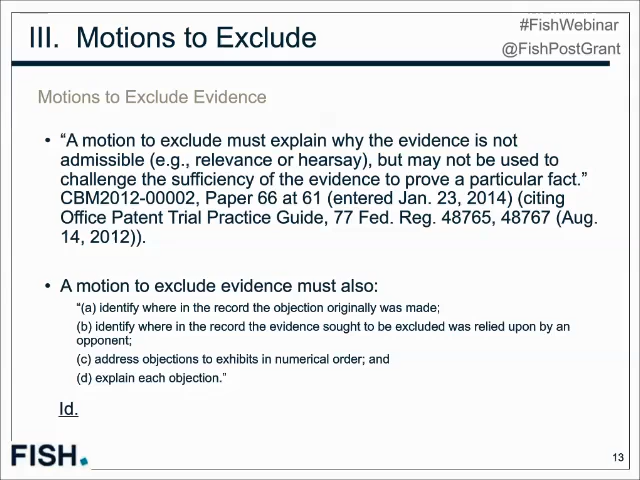 III. Motions to Exclude
#FishWebinar
@FishPostGrant
Motions to Exclude Evidence
• “A motion to exclude must explain why the evidence is not
admissible (e.g., relevance or hearsay), but may not be used to
challenge the sufficiency of the evidence to prove a particular fact.”
CBM2012-00002, Paper 66 at 61 (entered Jan. 23, 2014) (citing
Office Patent Trial Practice Guide, 77 Fed. Reg. 48765, 48767 (Aug.
14, 2012)).
• A motion to exclude evidence must also:
“(a) identify where in the record the objection originally was made;
(b) identify where in the record the evidence sought to be excluded was relied upon by an
opponent;
(c) address objections to exhibits in numerical order; and
(d) explain each objection.”
Id.
FISH.
13